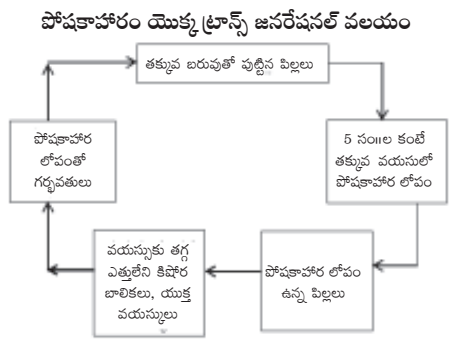 పోషకాహారం యొక్క ట్రాన్స్ జనరేషనల్ వలయం
తక్కువ బరువుతో పుట్టిన పిల్లలు
5 సం॥ల కంటే
తక్కువ వయసులో
పోషకాహార లోపం
పోషకాహార లోపం
ఉన్న పిల్లలు
వయస్సుకు తగ్గ
ఎత్తులేని కిషోర
బాలికలు, యుక్త
వయస్కులు
పోషకాహార
లోపంతో
గర్భవతులు